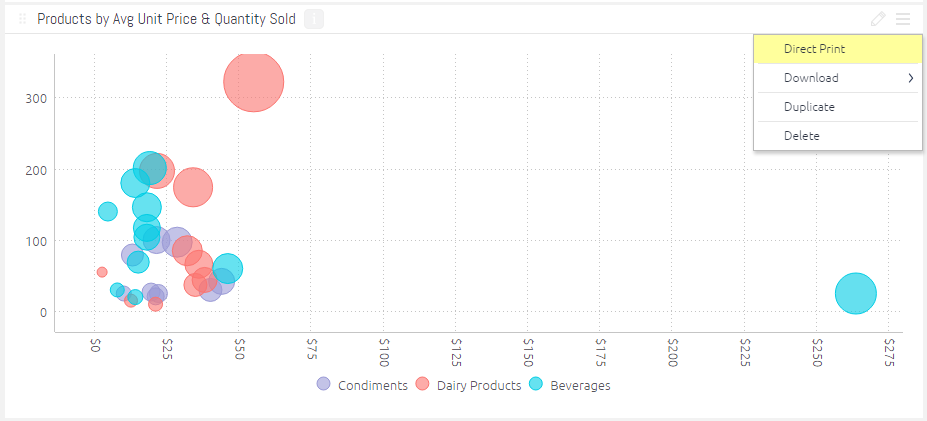 Products by Avg Unit Price & Quantity Sold i
Direct Print
Download
Duplicate
Delete
300
200
100
0
$0 $25 $50 $75 $100 $125 $150 $175 $200 $225 $250 $275
Condiments Dairy Products Beverages